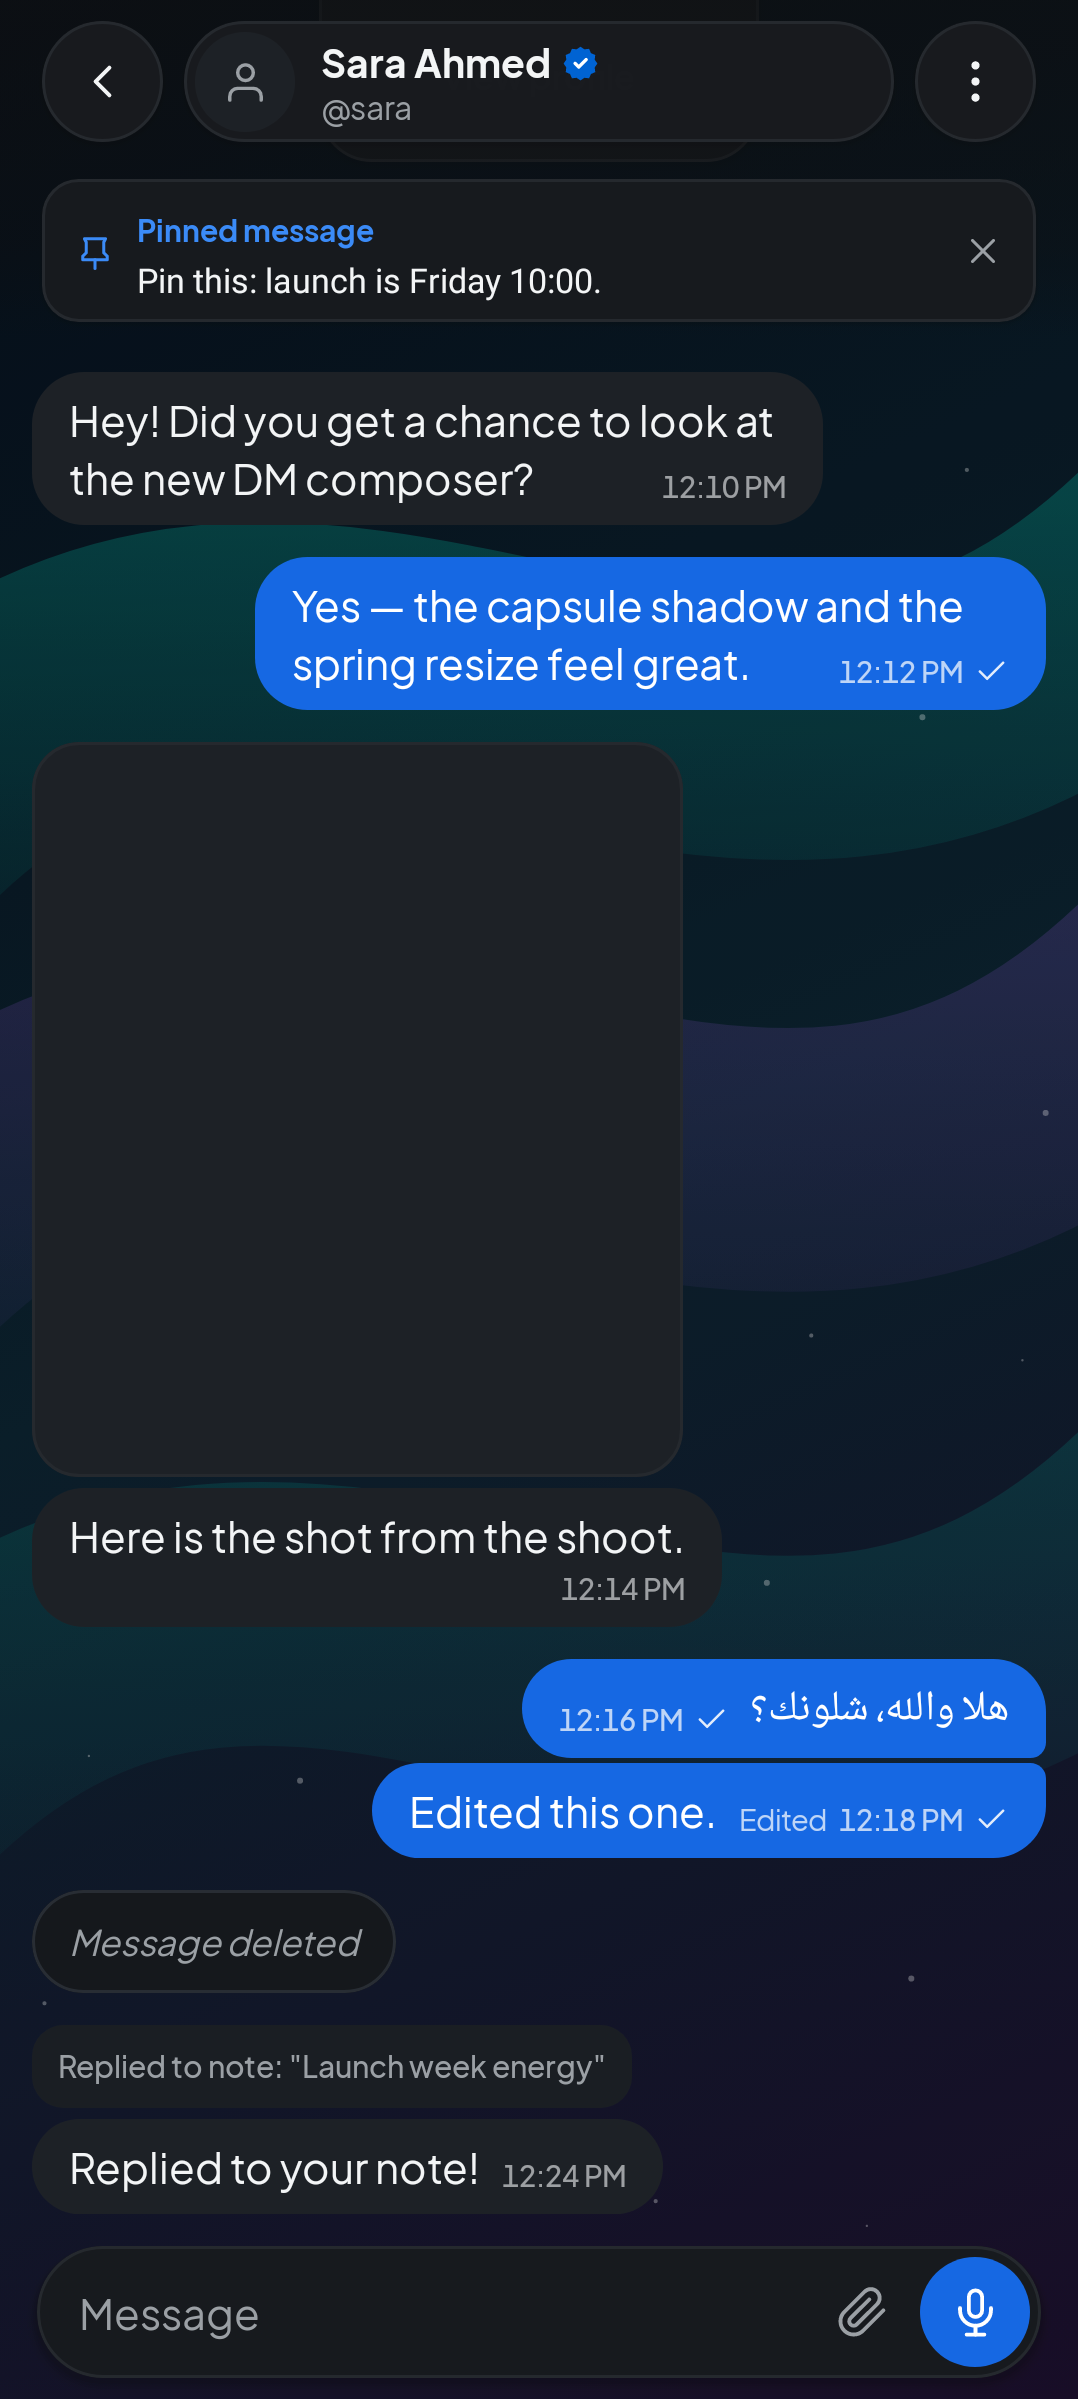 Sara Ahmed
@sara
Pinned message
Pin this: launch is Friday 10:00.
Hey! Did you get a chance to look at
the new DM composer? 12:10 PM
Yes — the capsule shadow and the
spring resize feel great. 12:12 PM
Here is the shot from the shoot.
12:14 PM
هلا والله، شلونك؟ 12:16 PM
Edited this one. Edited 12:18 PM
Message deleted
Replied to note: "Launch week energy"
Replied to your note! 12:24 PM
Message